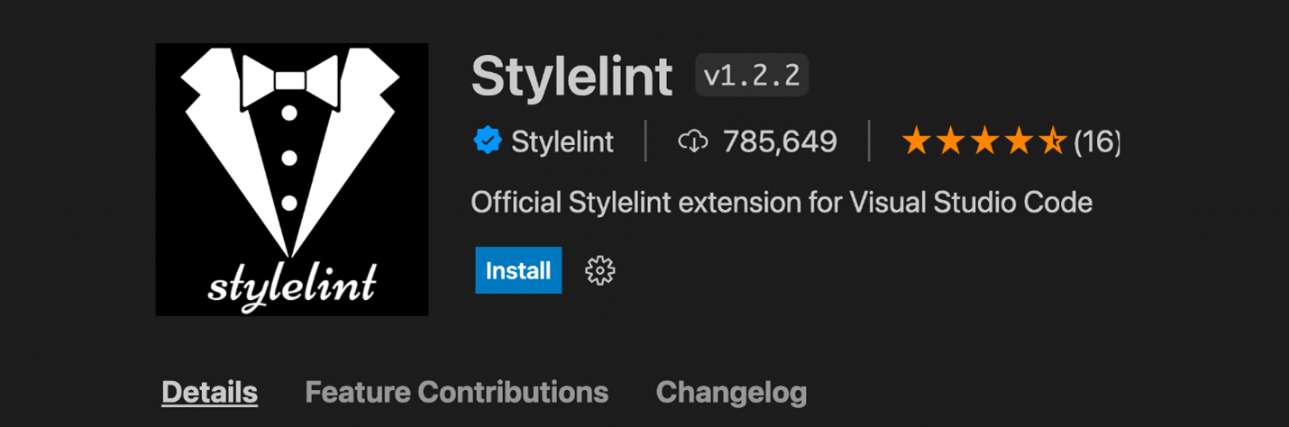 Stylelint v1.2.2
Stylelint 785,649 (16)
Official Stylelint extension for Visual Studio Code
Install
stylelint
Details Feature Contributions Changelog